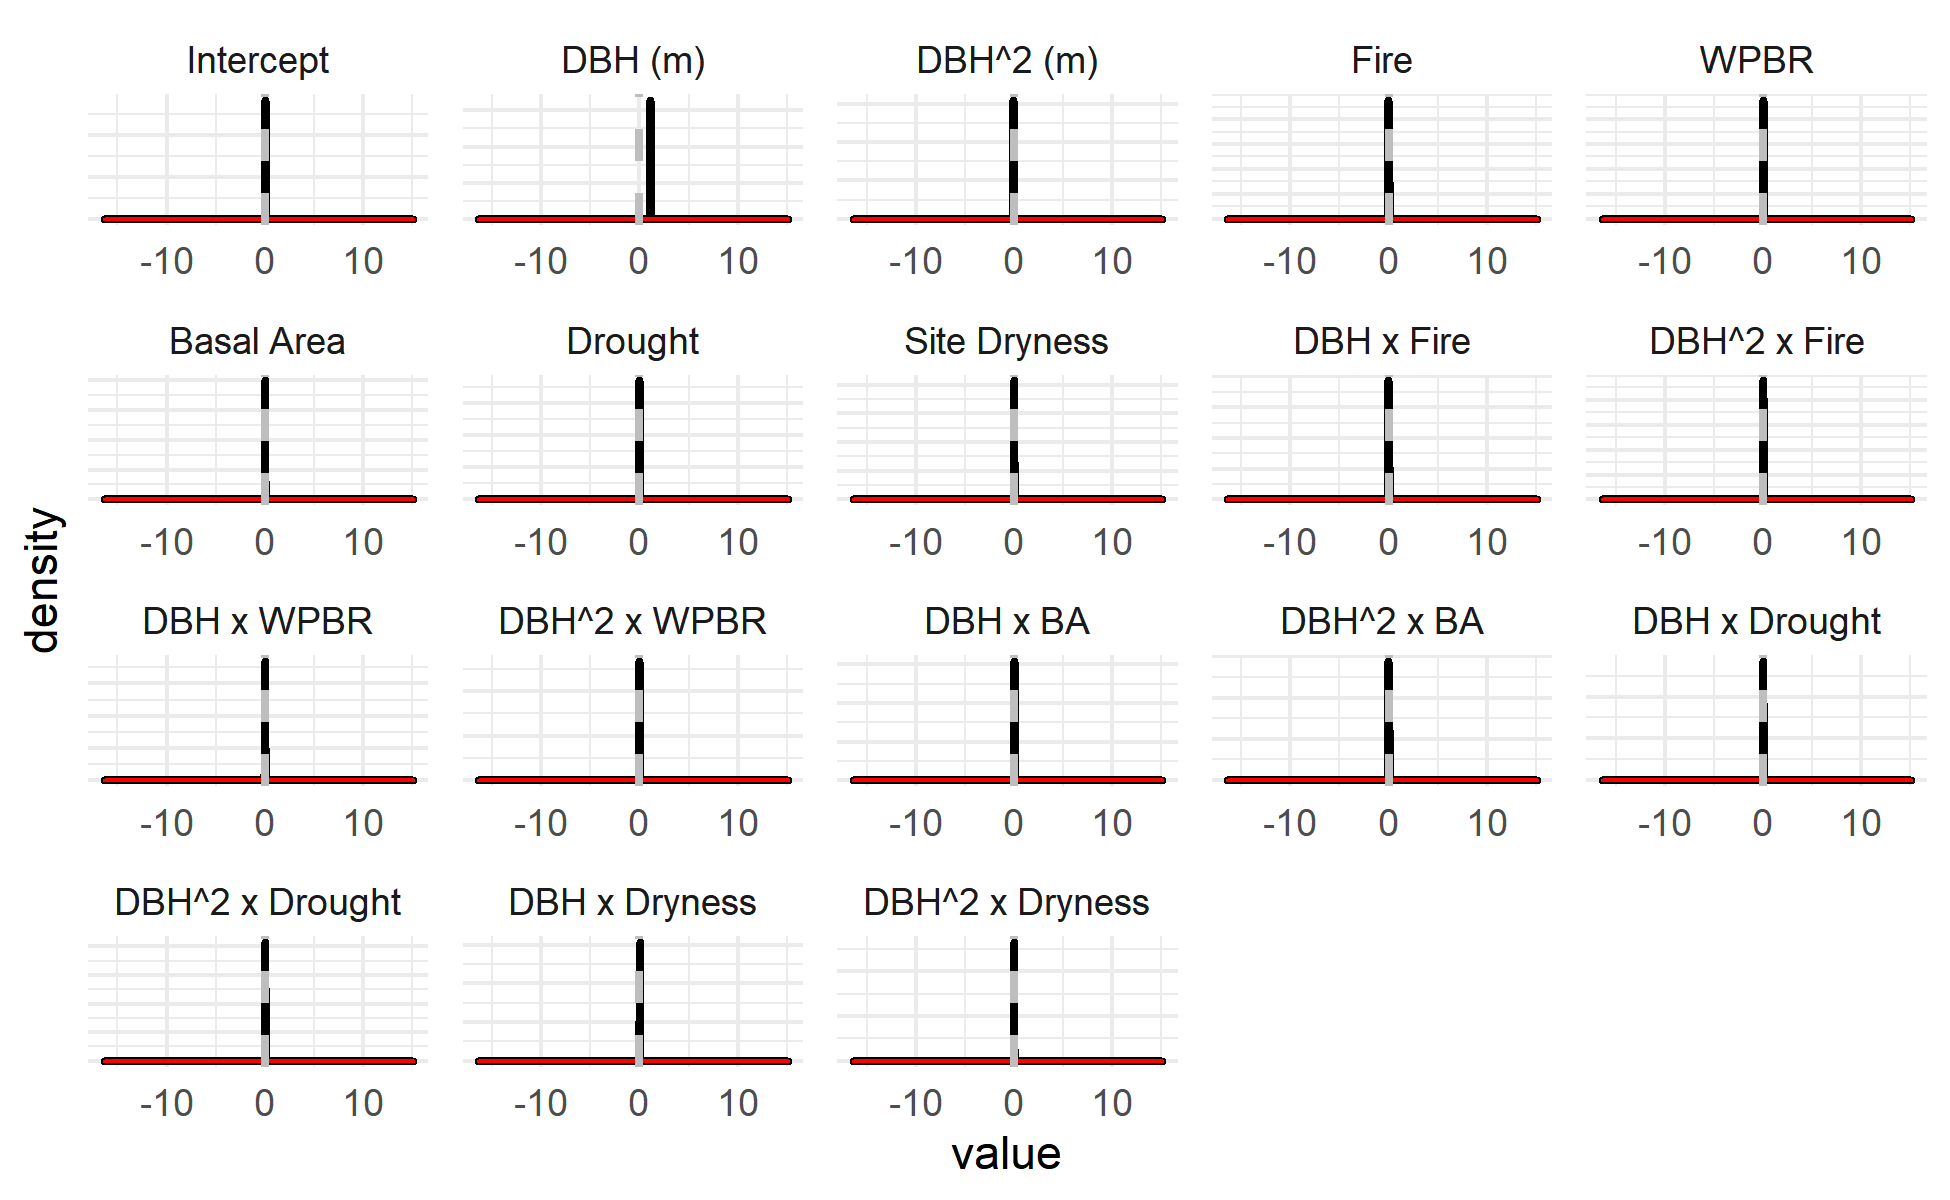 Intercept DBH (m) DBH^2 (m) Fire WPBR
-10 0 10 -10 0 10 -10 0 10 -10 0 10 -10 0 10
Basal Area Drought Site Dryness DBH x Fire DBH^2 x Fire
-10 0 10 -10 0 10 -10 0 10 -10 0 10 -10 0 10
density
DBH x WPBR DBH^2 x WPBR DBH x BA DBH^2 x BA DBH x Drought
-10 0 10 -10 0 10 -10 0 10 -10 0 10 -10 0 10
DBH^2 x Drought DBH x Dryness DBH^2 x Dryness
-10 0 10 -10 0 10 -10 0 10
value